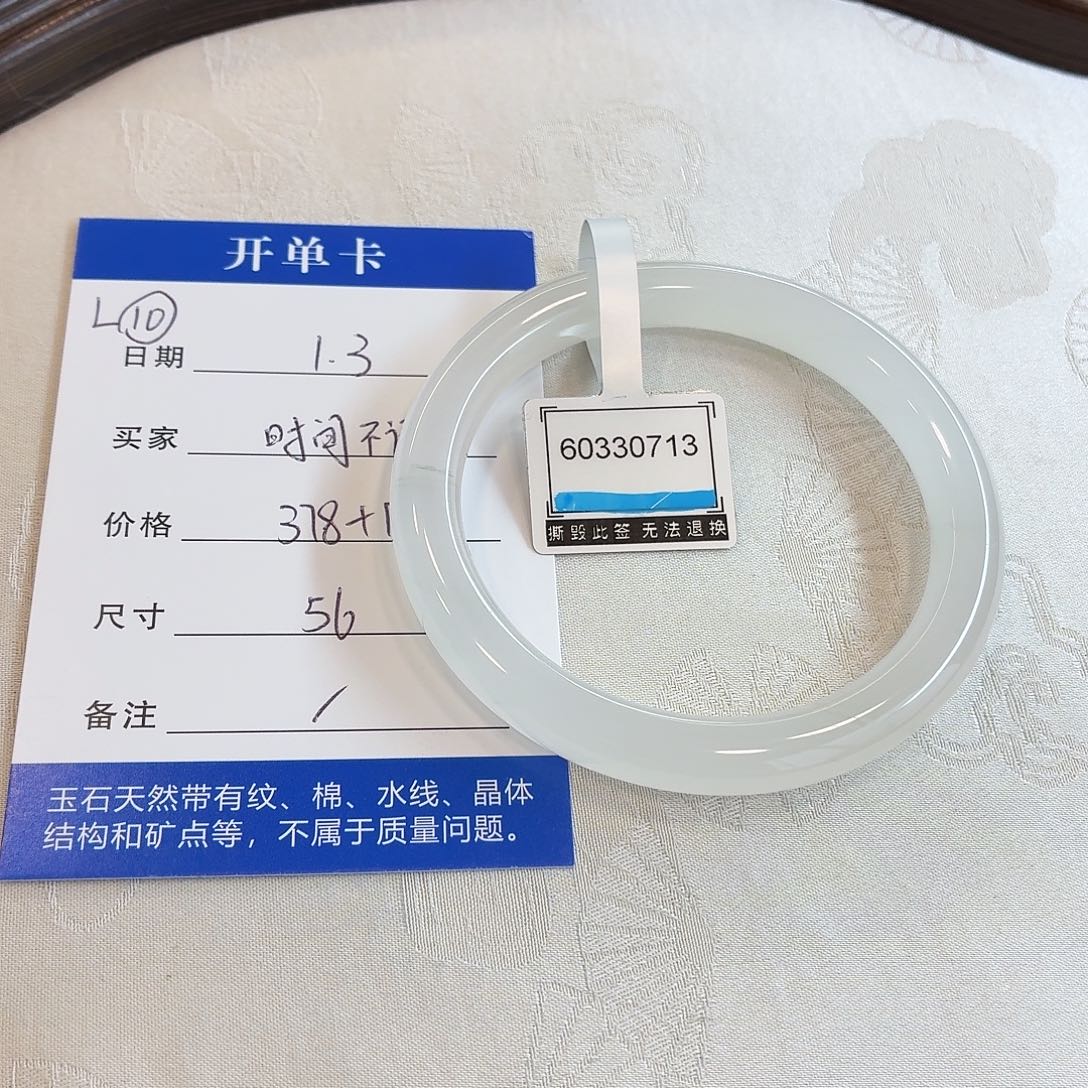 开单卡
L⑩
日期 1.3
买家 时间不
价格 378+1
尺寸 56
备注 /
玉石天然带有纹、棉、水线、晶体
结构和矿点等，不属于质量问题。
60330713
撕毁此签 无法退换